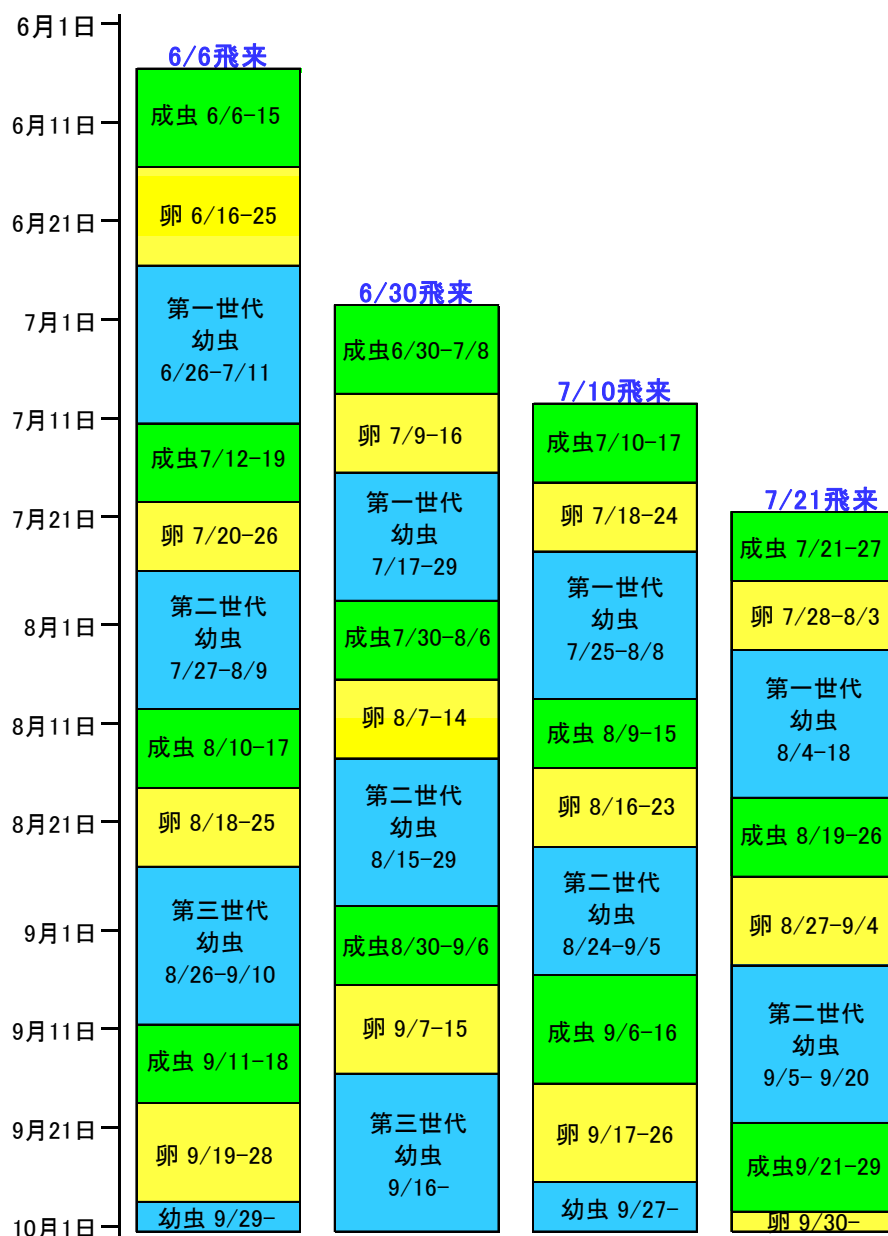 6月1日
6月11日
6月21日
7月1日
7月11日
7月21日
8月1日
8月11日
8月21日
9月1日
9月11日
9月21日
10月1日
6/6飛来
成虫 6/6-15
卵 6/16-25
第一世代
幼虫
6/26-7/11
成虫7/12-19
卵 7/20-26
第二世代
幼虫
7/27-8/9
成虫 8/10-17
卵 8/18-25
第三世代
幼虫
8/26-9/10
成虫 9/11-18
卵 9/19-28
幼虫 9/29-
6/30飛来
成虫6/30-7/8
卵 7/9-16
第一世代
幼虫
7/17-29
成虫7/30-8/6
卵 8/7-14
第二世代
幼虫
8/15-29
成虫8/30-9/6
卵 9/7-15
第三世代
幼虫
9/16-
7/10飛来
成虫7/10-17
卵 7/18-24
第一世代
幼虫
7/25-8/8
成虫 8/9-15
卵 8/16-23
第二世代
幼虫
8/24-9/5
成虫 9/6-16
卵 9/17-26
幼虫 9/27-
7/21飛来
成虫 7/21-27
卵 7/28-8/3
第一世代
幼虫
8/4-18
成虫 8/19-26
卵 8/27-9/4
第二世代
幼虫
9/5- 9/20
成虫9/21-29
卵 9/30-